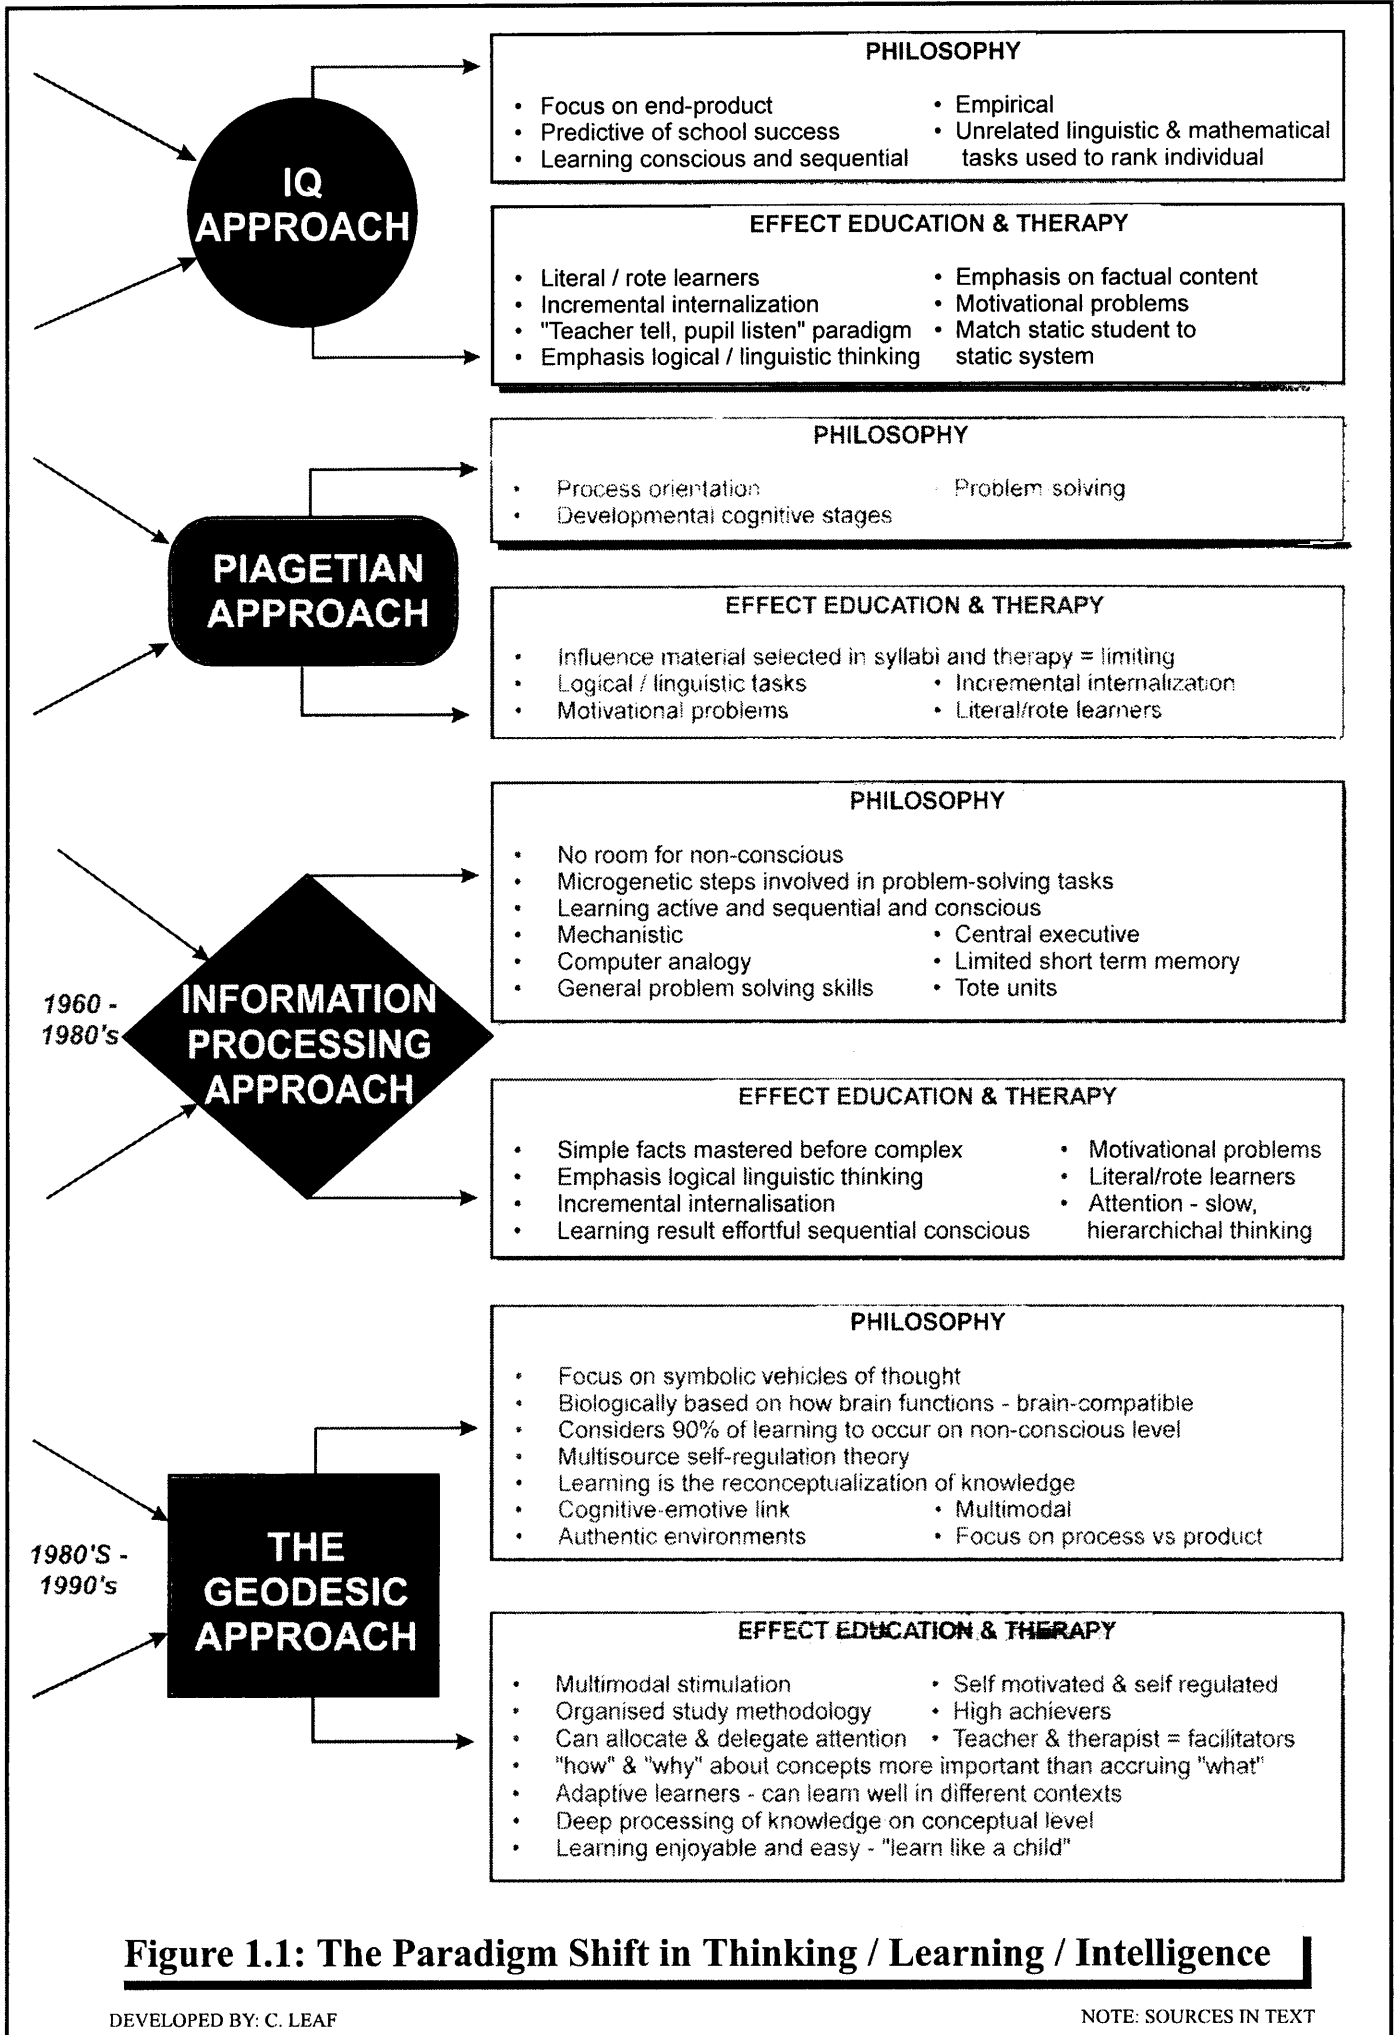 IQ
APPROACH
PHILOSOPHY
• Focus on end-product
• Predictive of school success
• Learning conscious and sequential
• Empirical
• Unrelated linguistic & mathematical
tasks used to rank individual
EFFECT EDUCATION & THERAPY
• Literal / rote learners
• Incremental internalization
• "Teacher tell, pupil listen" paradigm
• Emphasis logical / linguistic thinking
• Emphasis on factual content
• Motivational problems
• Match static student to
static system
PIAGETIAN
APPROACH
PHILOSOPHY
• Process orientation
• Developmental cognitive stages
• Problem solving
EFFECT EDUCATION & THERAPY
• Influence material selected in syllabi and therapy = limiting
• Logical / linguistic tasks
• Motivational problems
• Incremental internalization
• Literal/rote learners
1960 -
1980's
INFORMATION
PROCESSING
APPROACH
PHILOSOPHY
• No room for non-conscious
• Microgenetic steps involved in problem-solving tasks
• Learning active and sequential and conscious
• Mechanistic
• Computer analogy
• General problem solving skills
• Central executive
• Limited short term memory
• Tote units
EFFECT EDUCATION & THERAPY
• Simple facts mastered before complex
• Emphasis logical linguistic thinking
• Incremental internalisation
• Learning result effortful sequential conscious
• Motivational problems
• Literal/rote learners
• Attention - slow,
hierarchichal thinking
1980'S -
1990's
THE
GEODESIC
APPROACH
PHILOSOPHY
• Focus on symbolic vehicles of thought
• Biologically based on how brain functions - brain-compatible
• Considers 90% of learning to occur on non-conscious level
• Multisource self-regulation theory
• Learning is the reconceptualization of knowledge
• Cognitive-emotive link
• Authentic environments
• Multimodal
• Focus on process vs product
EFFECT EDUCATION & THERAPY
• Multimodal stimulation
• Organised study methodology
• Can allocate & delegate attention
• Self motivated & self regulated
• High achievers
• Teacher & therapist = facilitators
• "how" & "why" about concepts more important than accruing "what"
• Adaptive learners - can learn well in different contexts
• Deep processing of knowledge on conceptual level
• Learning enjoyable and easy - "learn like a child"
Figure 1.1: The Paradigm Shift in Thinking / Learning / Intelligence
DEVELOPED BY: C. LEAF
NOTE: SOURCES IN TEXT